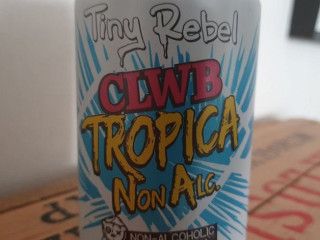 Tiny Rebel
CLWB
TROPICA
NON ALC.
NON-ALCOHOLIC